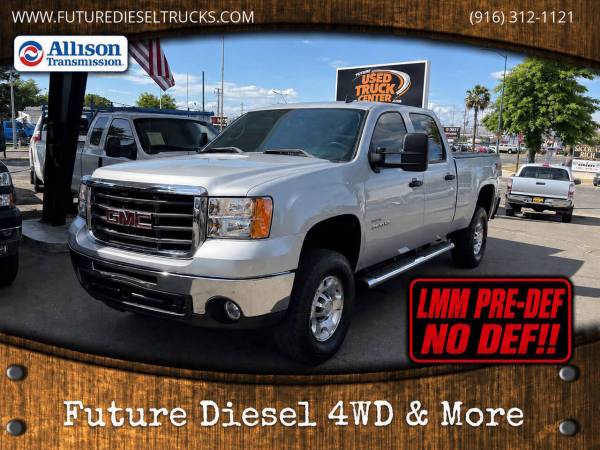 WWW.FUTUREDIESELTRUCKS.COM
(916) 312-1121
Allison
Transmission.
USED
TRUCK
CENTER
GMC
LMM PRE-DEF
NO DEF!!
Future Diesel 4WD & More